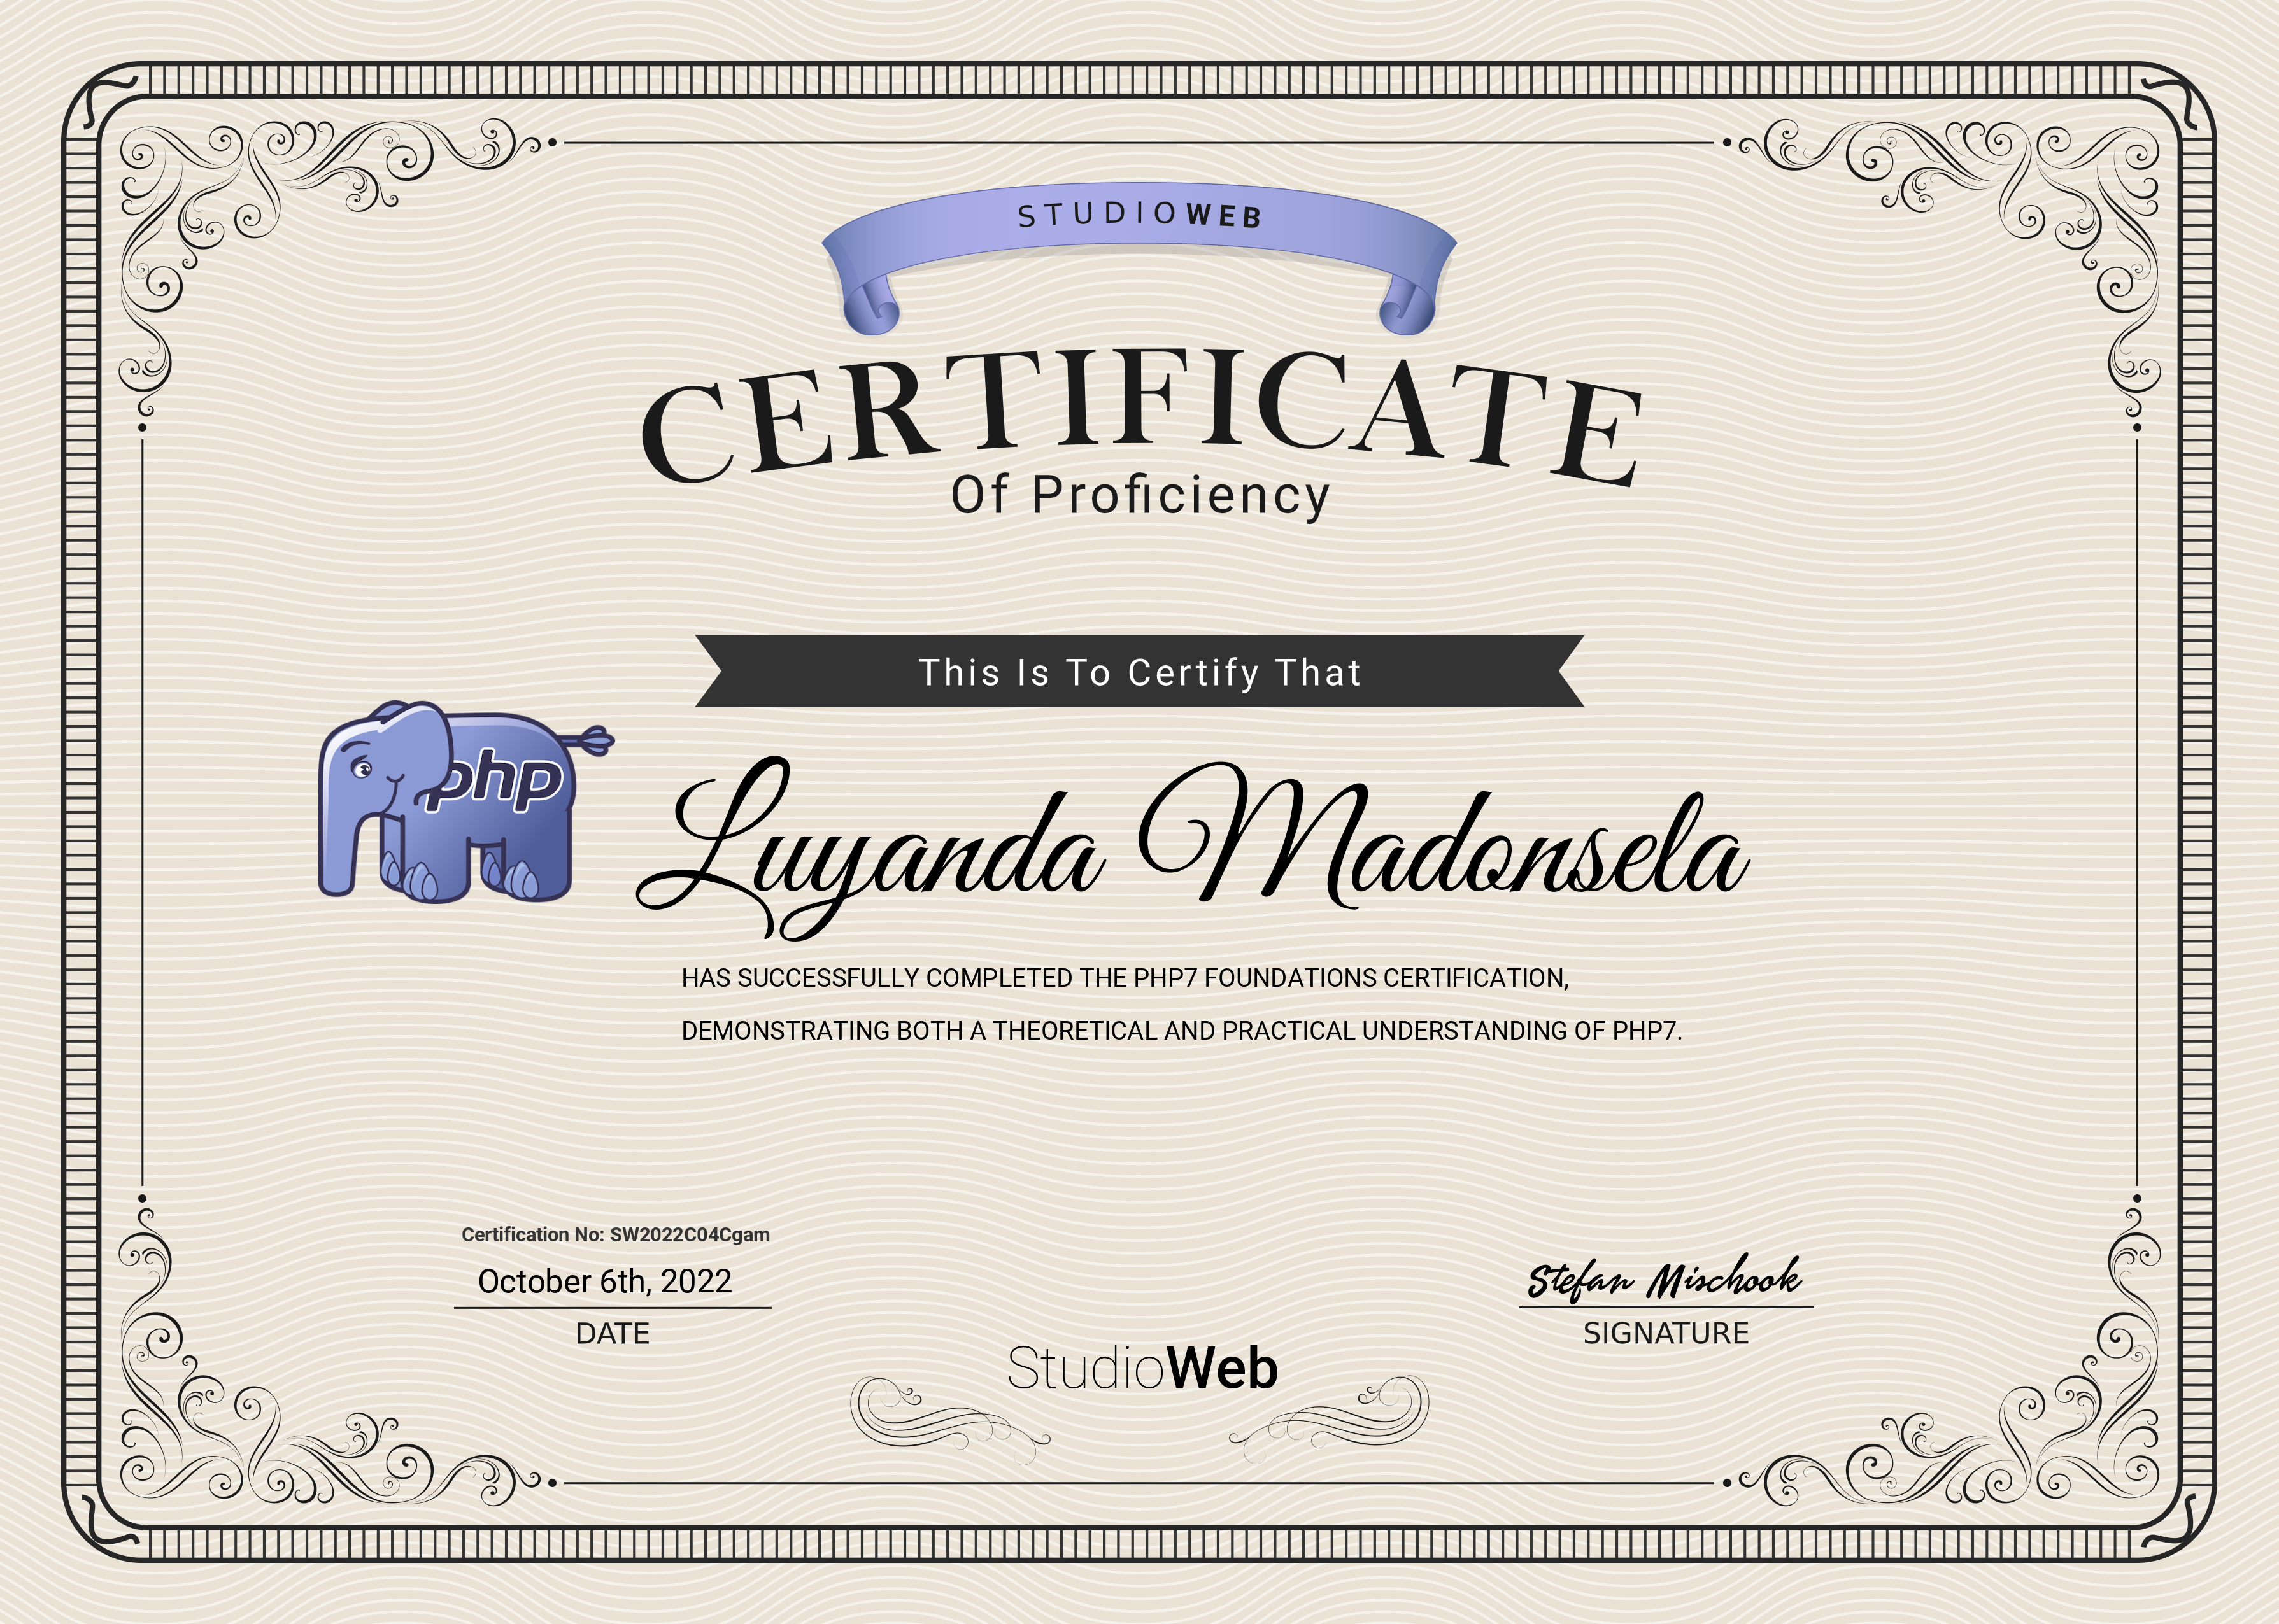 STUDIOWEB
CERTIFICATE
Of Proficiency
This Is To Certify That
php
Luyanda Madonsela
HAS SUCCESSFULLY COMPLETED THE PHP7 FOUNDATIONS CERTIFICATION,
DEMONSTRATING BOTH A THEORETICAL AND PRACTICAL UNDERSTANDING OF PHP7.
Certification No: SW2022C04Cgam
October 6th, 2022
DATE
Stefan Mischook
SIGNATURE
StudioWeb